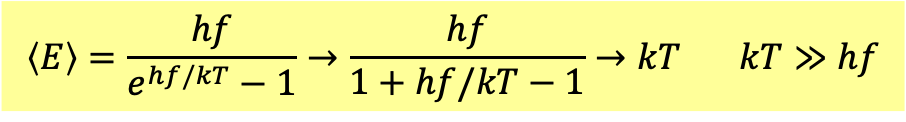 ⟨E⟩ = hf / (e^{hf/kT} − 1) → hf / (1 + hf/kT − 1) → kT   kT ≫ hf